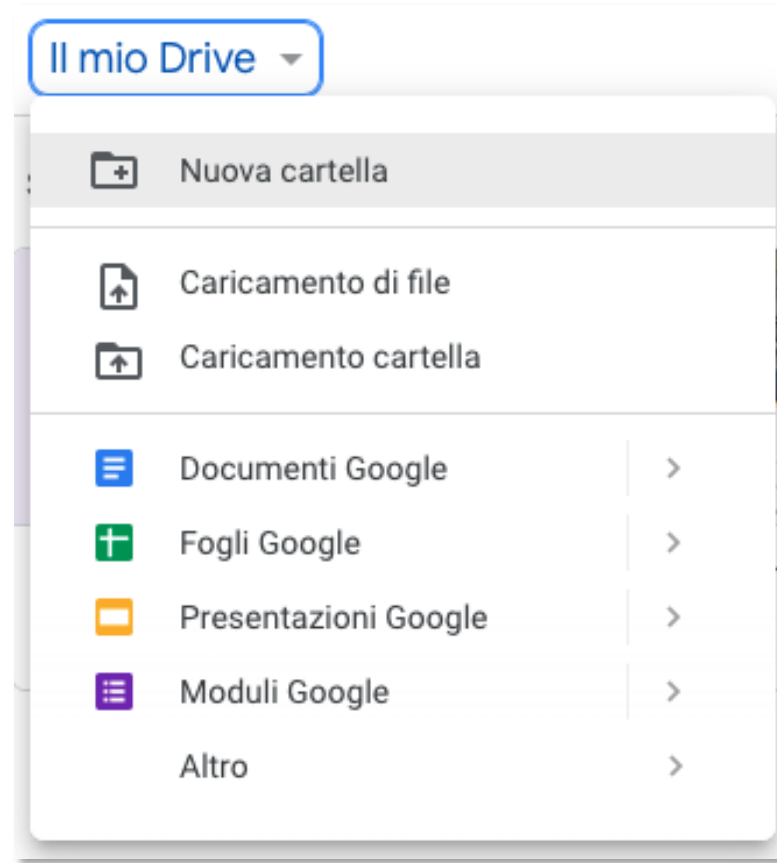 Il mio Drive
Nuova cartella
Caricamento di file
Caricamento cartella
Documenti Google
Fogli Google
Presentazioni Google
Moduli Google
Altro